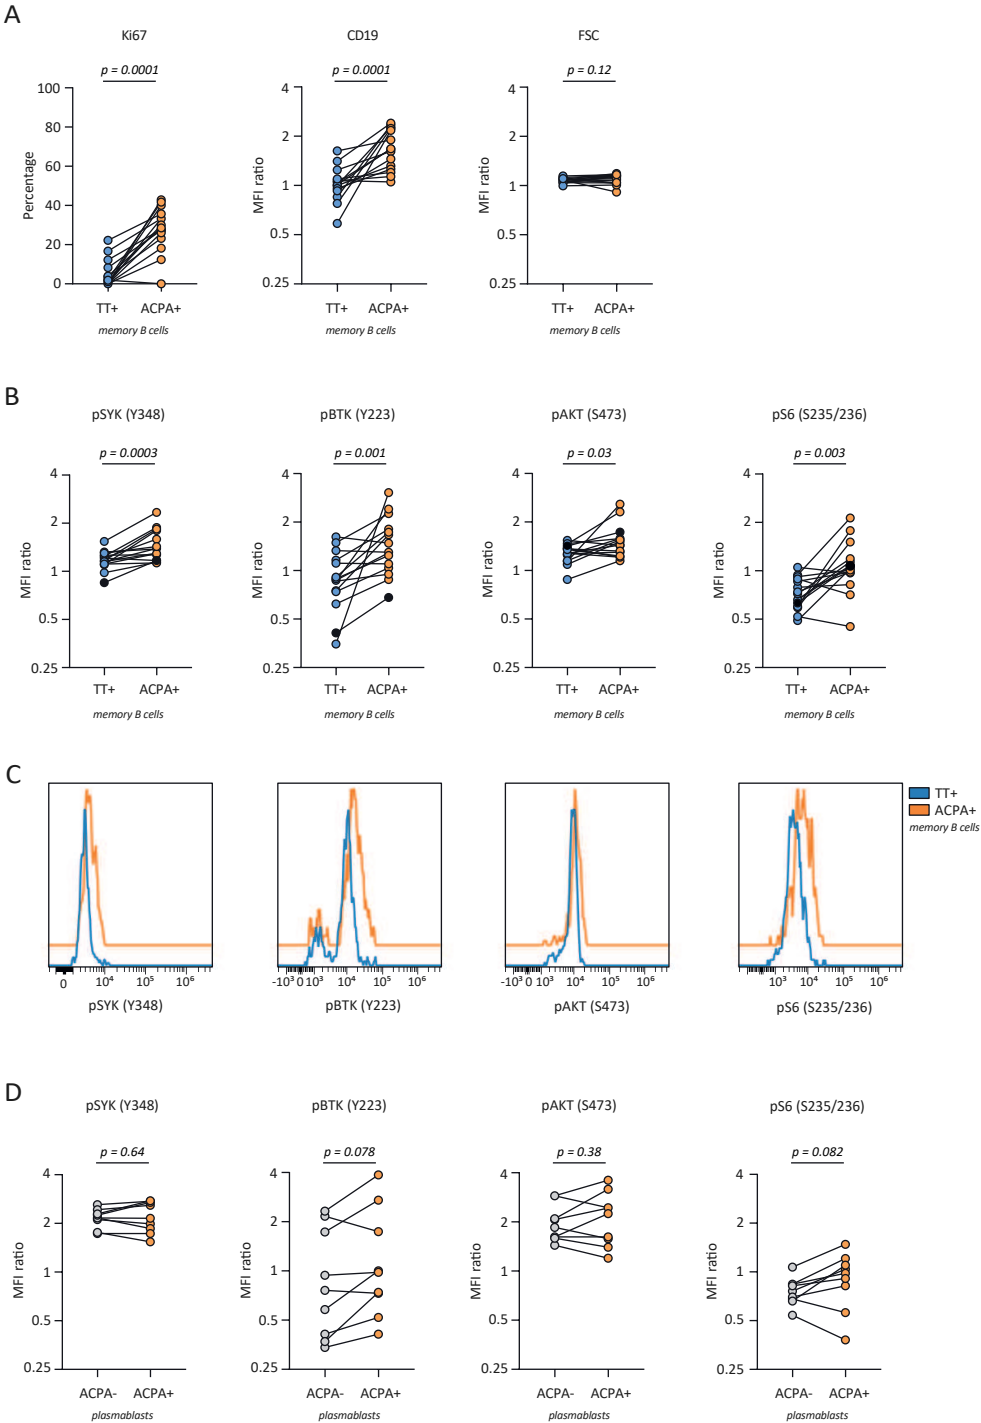 A
Ki67
CD19
FSC
p = 0.0001
p = 0.0001
p = 0.12
Percentage
100
80
60
40
20
0
TT+ ACPA+
memory B cells
MFI ratio
4
2
1
0.5
0.25
TT+ ACPA+
memory B cells
MFI ratio
4
2
1
0.5
0.25
TT+ ACPA+
memory B cells
B
pSYK (Y348)
pBTK (Y223)
pAKT (S473)
pS6 (S235/236)
p = 0.0003
p = 0.001
p = 0.03
p = 0.003
MFI ratio
4
2
1
0.5
0.25
TT+ ACPA+
memory B cells
MFI ratio
4
2
1
0.5
0.25
TT+ ACPA+
memory B cells
MFI ratio
4
2
1
0.5
0.25
TT+ ACPA+
memory B cells
MFI ratio
4
2
1
0.5
0.25
TT+ ACPA+
memory B cells
C
TT+
ACPA+
memory B cells
0 10⁴ 10⁵ 10⁶
pSYK (Y348)
-10³ 0 10³ 10⁴ 10⁵ 10⁶
pBTK (Y223)
-10³ 0 10³ 10⁴ 10⁵ 10⁶
pAKT (S473)
10³ 10⁴ 10⁵ 10⁶
pS6 (S235/236)
D
pSYK (Y348)
pBTK (Y223)
pAKT (S473)
pS6 (S235/236)
p = 0.64
p = 0.078
p = 0.38
p = 0.082
MFI ratio
4
2
1
0.5
0.25
ACPA- ACPA+
plasmablasts
MFI ratio
4
2
1
0.5
0.25
ACPA- ACPA+
plasmablasts
MFI ratio
4
2
1
0.5
0.25
ACPA- ACPA+
plasmablasts
MFI ratio
4
2
1
0.5
0.25
ACPA- ACPA+
plasmablasts